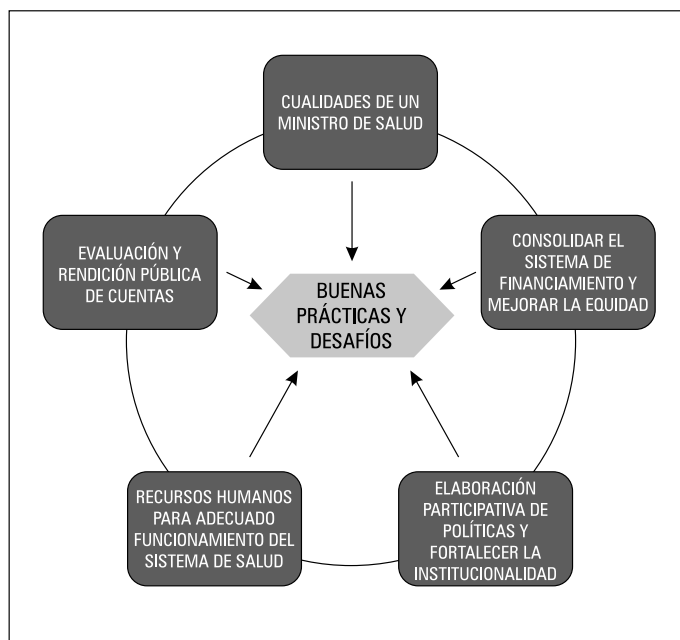 CUALIDADES DE UN
MINISTRO DE SALUD
EVALUACIÓN Y
RENDICIÓN PÚBLICA
DE CUENTAS
CONSOLIDAR EL
SISTEMA DE
FINANCIAMIENTO Y
MEJORAR LA EQUIDAD
BUENAS
PRÁCTICAS Y
DESAFÍOS
RECURSOS HUMANOS
PARA ADECUADO
FUNCIONAMIENTO DEL
SISTEMA DE SALUD
ELABORACIÓN
PARTICIPATIVA DE
POLÍTICAS Y
FORTALECER LA
INSTITUCIONALIDAD